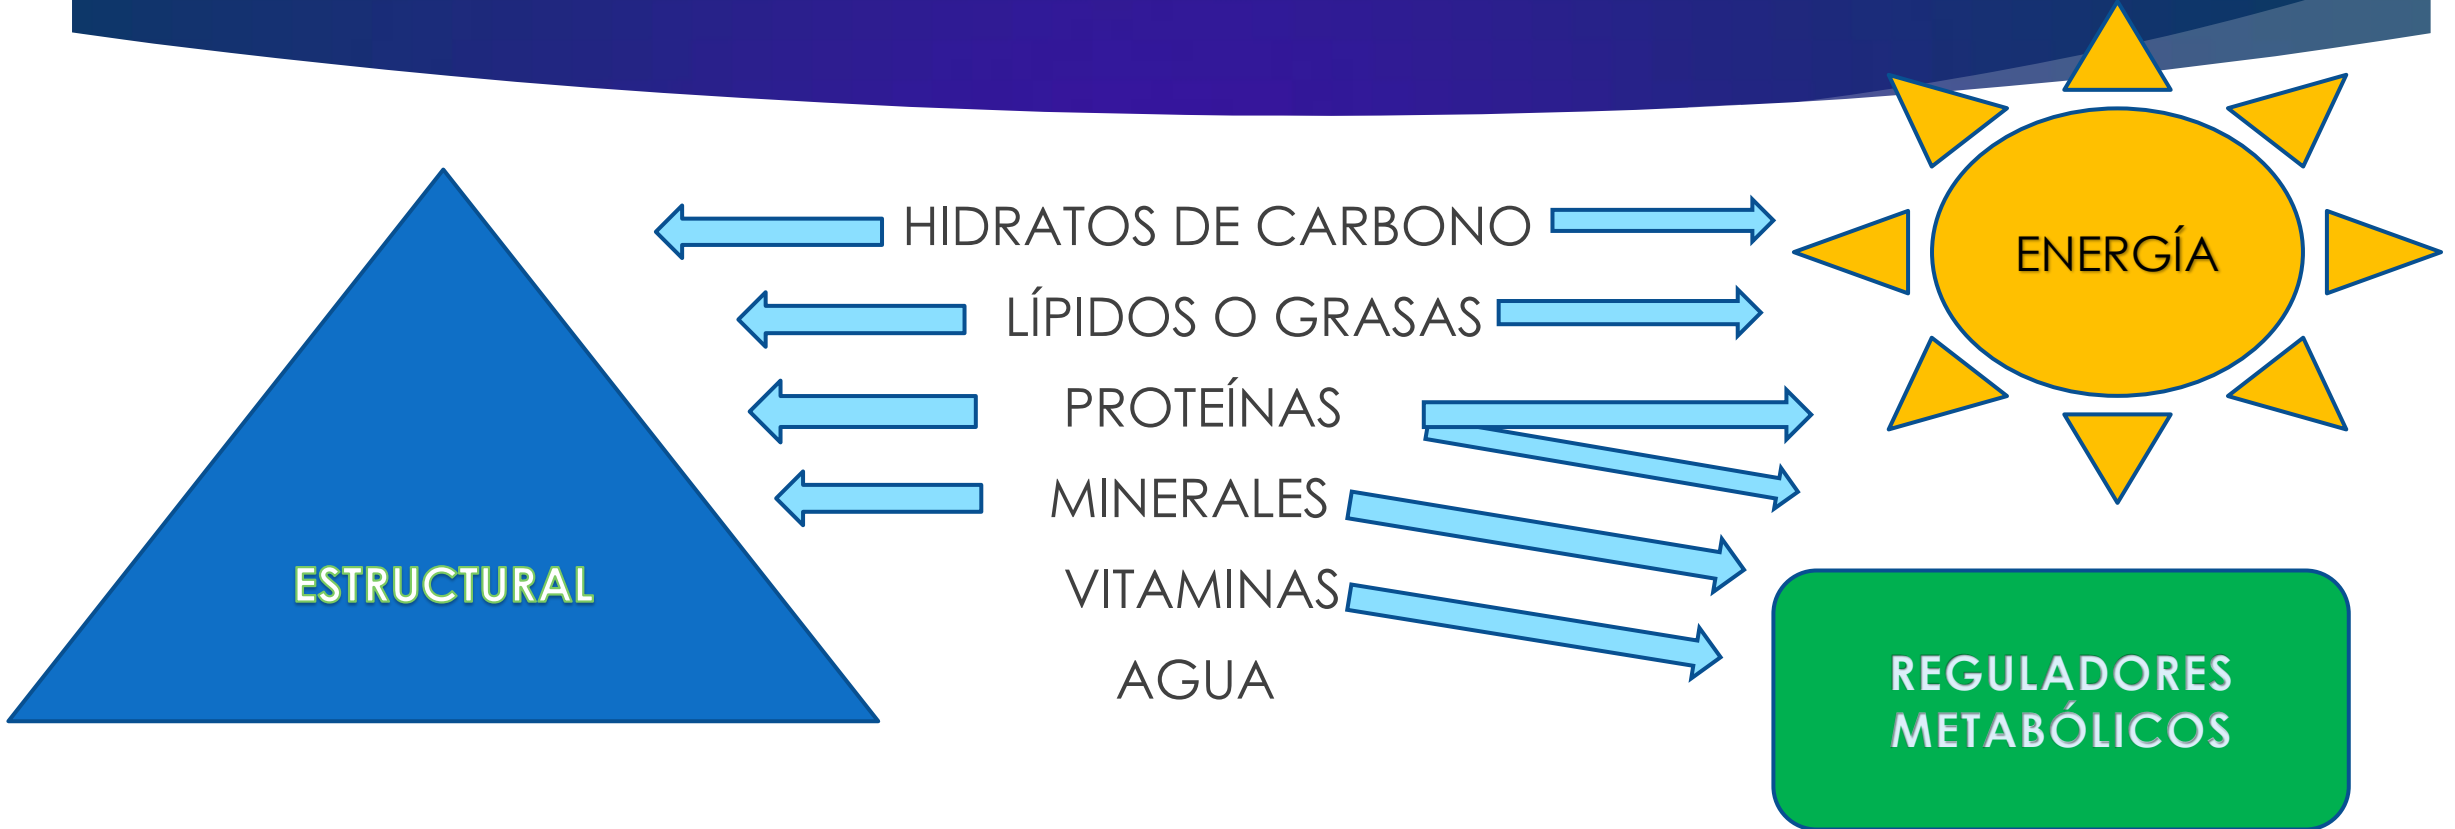 HIDRATOS DE CARBONO
LÍPIDOS O GRASAS
PROTEÍNAS
MINERALES
VITAMINAS
AGUA
ESTRUCTURAL
ENERGÍA
REGULADORES
METABÓLICOS